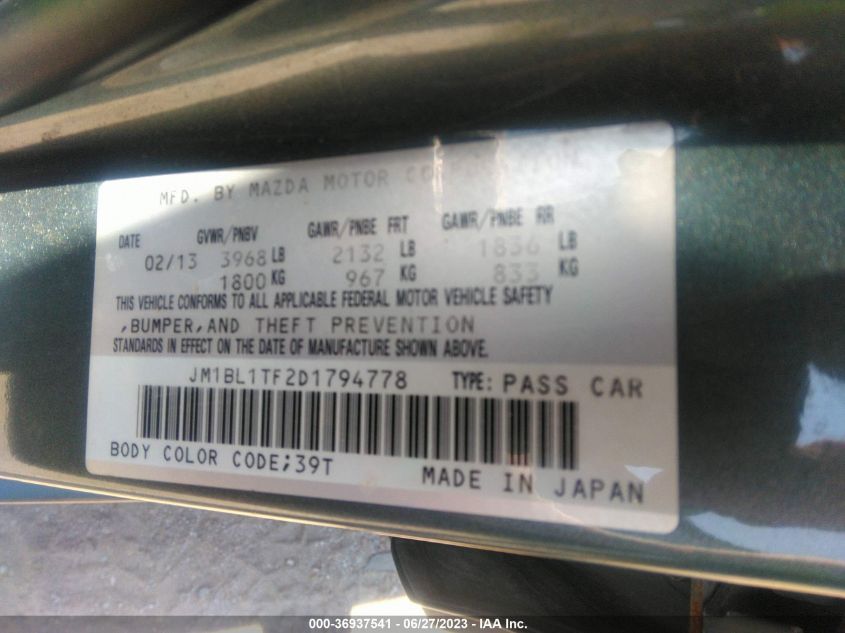 MFD. BY MAZDA MOTOR CORPORATION
DATE GVWR/PNBV GAWR/PNBE FRT GAWR/PNBE RR
02/13 3968 LB 2132 LB 1836 LB
1800 KG 967 KG 833 KG
THIS VEHICLE CONFORMS TO ALL APPLICABLE FEDERAL MOTOR VEHICLE SAFETY
,BUMPER,AND THEFT PREVENTION
STANDARDS IN EFFECT ON THE DATE OF MANUFACTURE SHOWN ABOVE.
JM1BL1TF2D1794778 TYPE: PASS CAR
BODY COLOR CODE;39T
MADE IN JAPAN
000-36937541 - 06/27/2023 - IAA Inc.